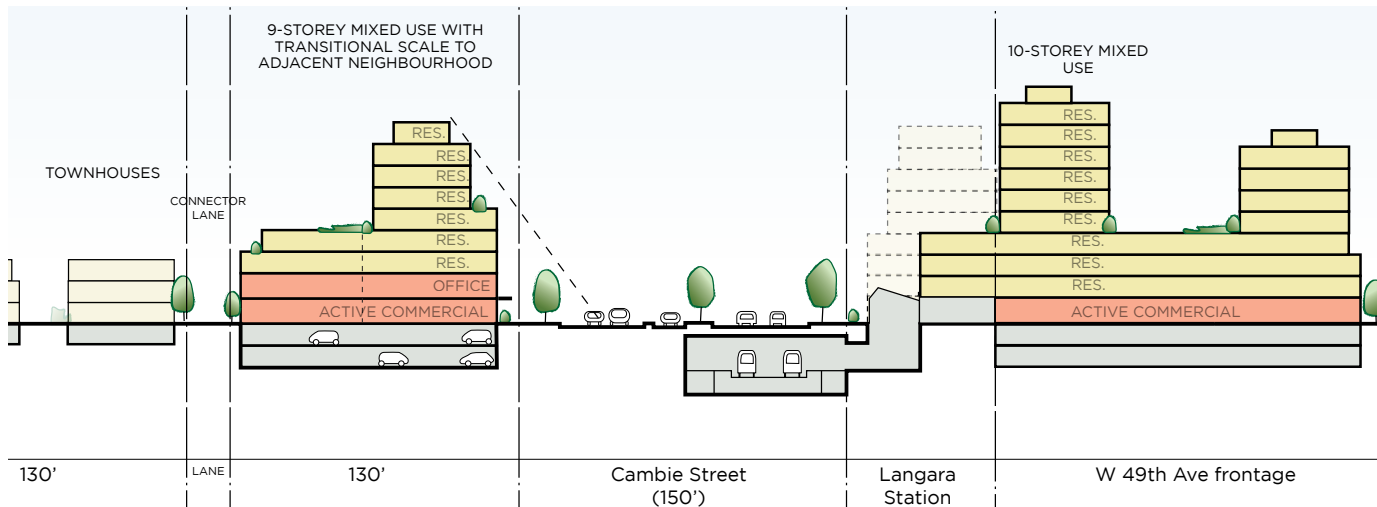 9-STOREY MIXED USE WITH
TRANSITIONAL SCALE TO
ADJACENT NEIGHBOURHOOD
10-STOREY MIXED
USE
TOWNHOUSES
CONNECTOR
LANE
RES.
RES.
RES.
RES.
RES.
RES.
RES.
OFFICE
ACTIVE COMMERCIAL
RES.
RES.
RES.
RES.
RES.
RES.
RES.
RES.
RES.
ACTIVE COMMERCIAL
130’
LANE
130’
Cambie Street
(150’)
Langara
Station
W 49th Ave frontage